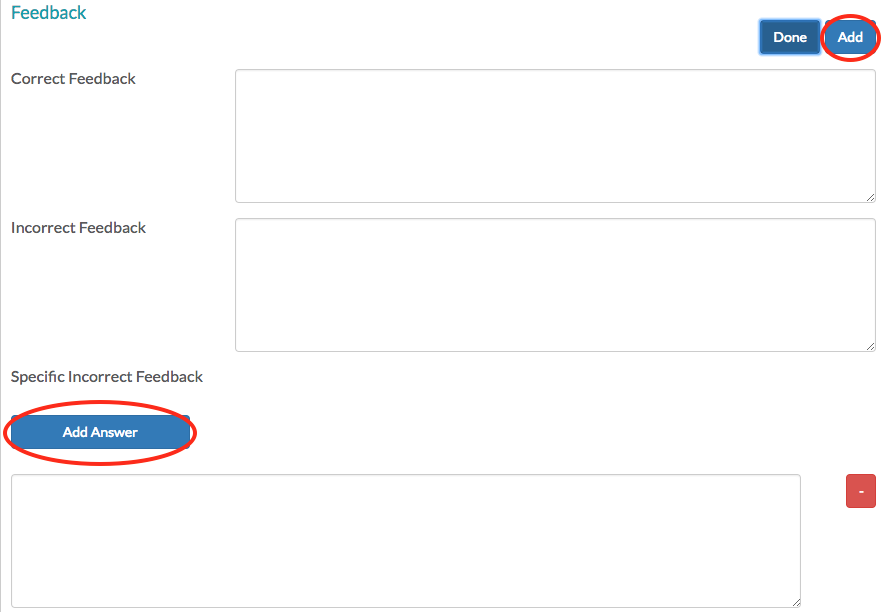 Feedback
Done Add
Correct Feedback
Incorrect Feedback
Specific Incorrect Feedback
Add Answer
-